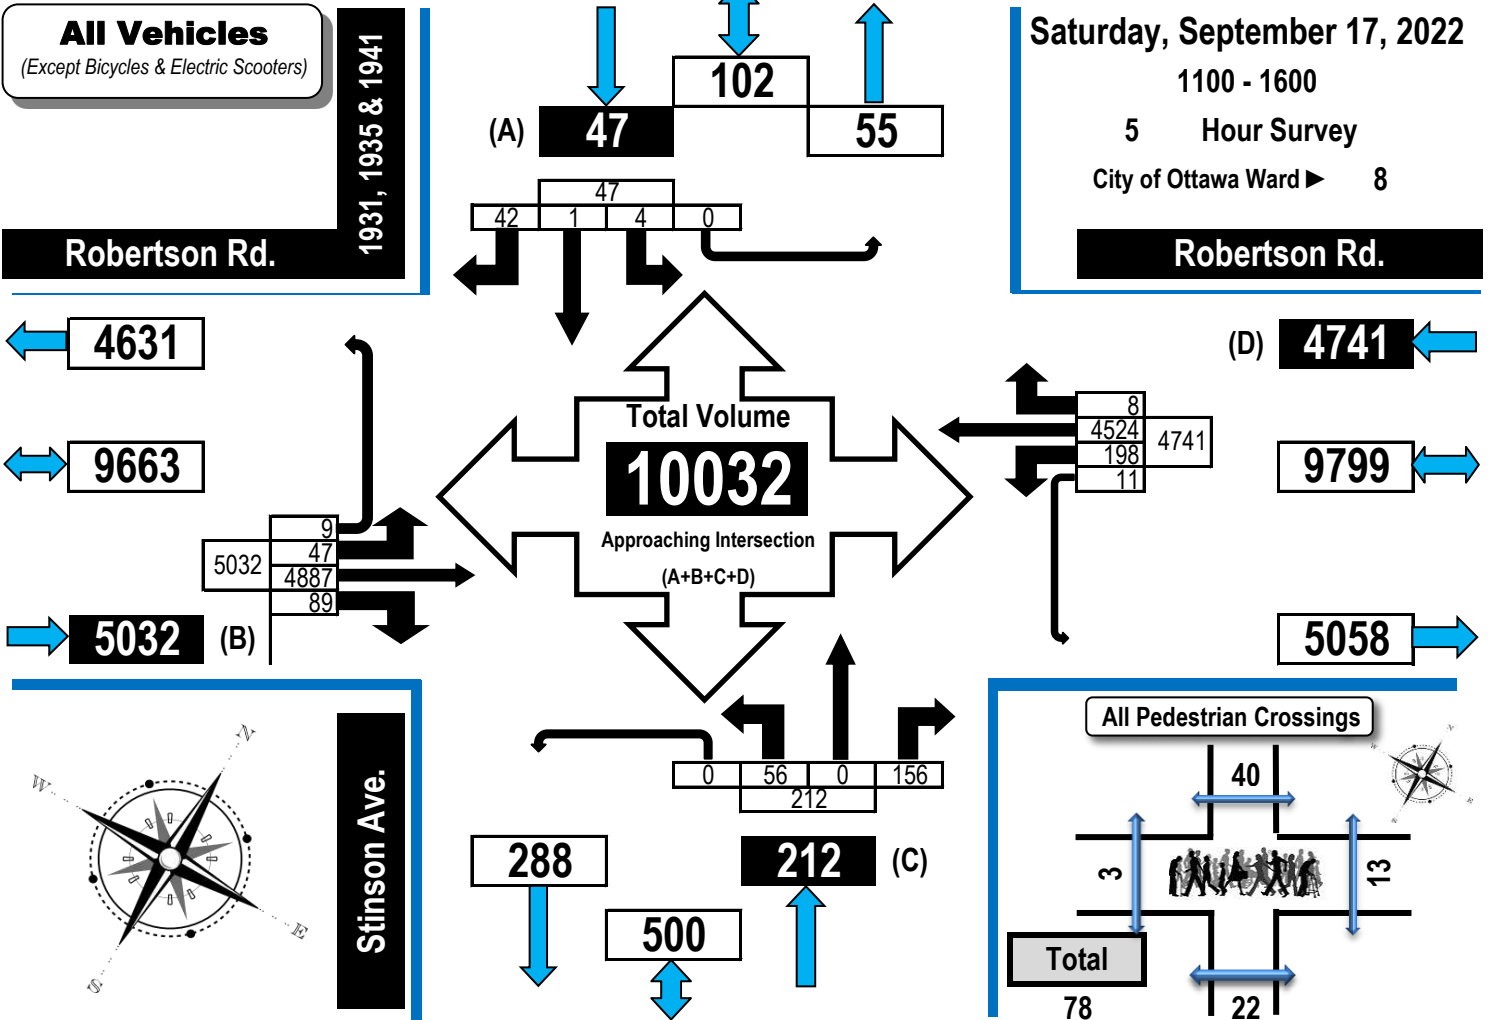 All Vehicles
(Except Bicycles & Electric Scooters)
1931, 1935 & 1941
Robertson Rd.
102
(A)
47
55
47
42
1
4
0
Saturday, September 17, 2022
1100 - 1600
5 Hour Survey
City of Ottawa Ward ► 8
Robertson Rd.
4631
9663
9
47
4887
89
5032
5032
(B)
Total Volume
10032
Approaching Intersection
(A+B+C+D)
(D)
4741
8
4524
198
11
4741
9799
5058
N
W
E
S
Stinson Ave.
0
56
0
156
212
288
212
(C)
500
All Pedestrian Crossings
40
3
13
Total
78
22